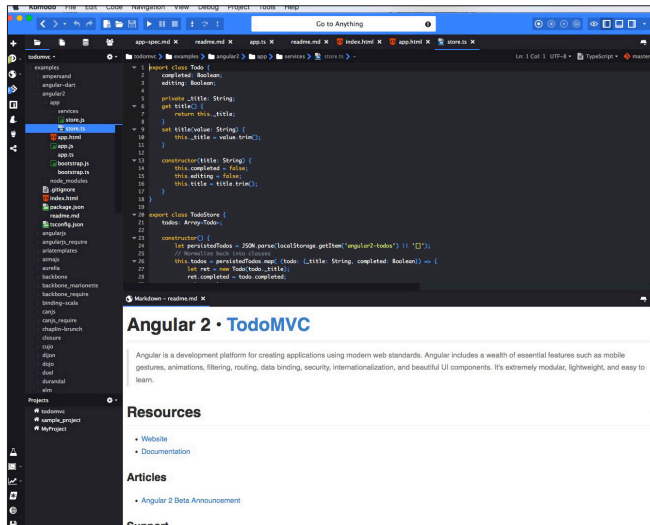 Komodo File Edit Code Navigation View Debug Project Tools Help
Go to Anything
app-spec.md × readme.md × app.ts × readme.md × index.html × app.html × store.ts ×
todomvc
todomvc > examples > angular2 > app > services > store.ts >
Ln: 1 Col: 1 UTF-8 TypeScript master
examples
ampersand
angular-dart
angular2
app
services
store.js
store.ts
app.html
app.js
app.ts
bootstrap.js
bootstrap.ts
node_modules
.gitignore
index.html
package.json
readme.md
tsconfig.json
angularjs
angularjs_require
ariatemplates
atmajs
aurelia
backbone
backbone_marionette
backbone_require
binding-scala
canjs
canjs_require
chaplin-brunch
closure
cujo
dijon
dojo
duel
durandal
elm
Projects
todomvc
sample_project
MyProject
1 export class Todo {
2 completed: Boolean;
3 editing: Boolean;
4
5 private _title: String;
6 get title() {
7 return this._title;
8 }
9 set title(value: String) {
10 this._title = value.trim();
11 }
12
13 constructor(title: String) {
14 this.completed = false;
15 this.editing = false;
16 this.title = title.trim();
17 }
18 }
19
20 export class TodoStore {
21 todos: Array<Todo>;
22
23 constructor() {
24 let persistedTodos = JSON.parse(localStorage.getItem('angular2-todos') || '[]');
25 // Normalize back into classes
26 this.todos = persistedTodos.map( (todo: {_title: String, completed: Boolean}) => {
27 let ret = new Todo(todo._title);
28 ret.completed = todo.completed;
Markdown - readme.md ×
Angular 2 · TodoMVC
Angular is a development platform for creating applications using modern web standards. Angular includes a wealth of essential features such as mobile
gestures, animations, filtering, routing, data binding, security, internationalization, and beautiful UI components. It's extremely modular, lightweight, and easy to
learn.
Resources
• Website
• Documentation
Articles
• Angular 2 Beta Announcement
Support